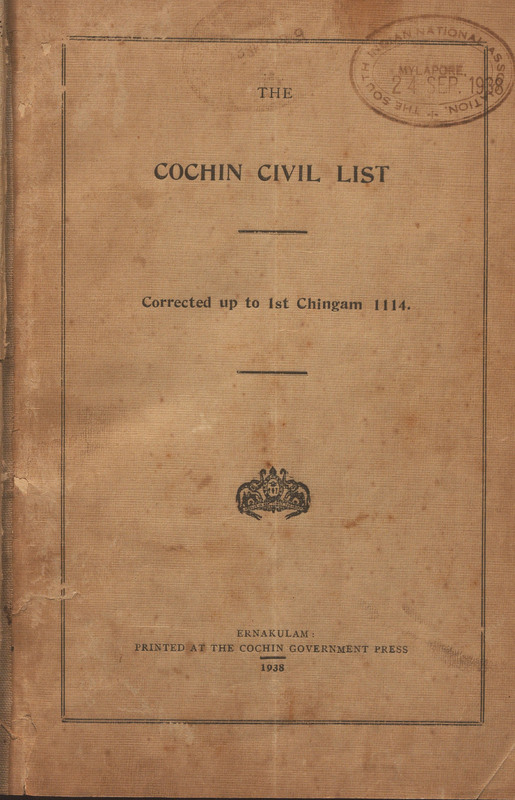 THE SOUTH INDIAN NATIONAL ASSOCIATION,
MYLAPORE.
24 SEP. 1938
THE
COCHIN CIVIL LIST
Corrected up to 1st Chingam 1114.
ERNAKULAM:
PRINTED AT THE COCHIN GOVERNMENT PRESS
1938